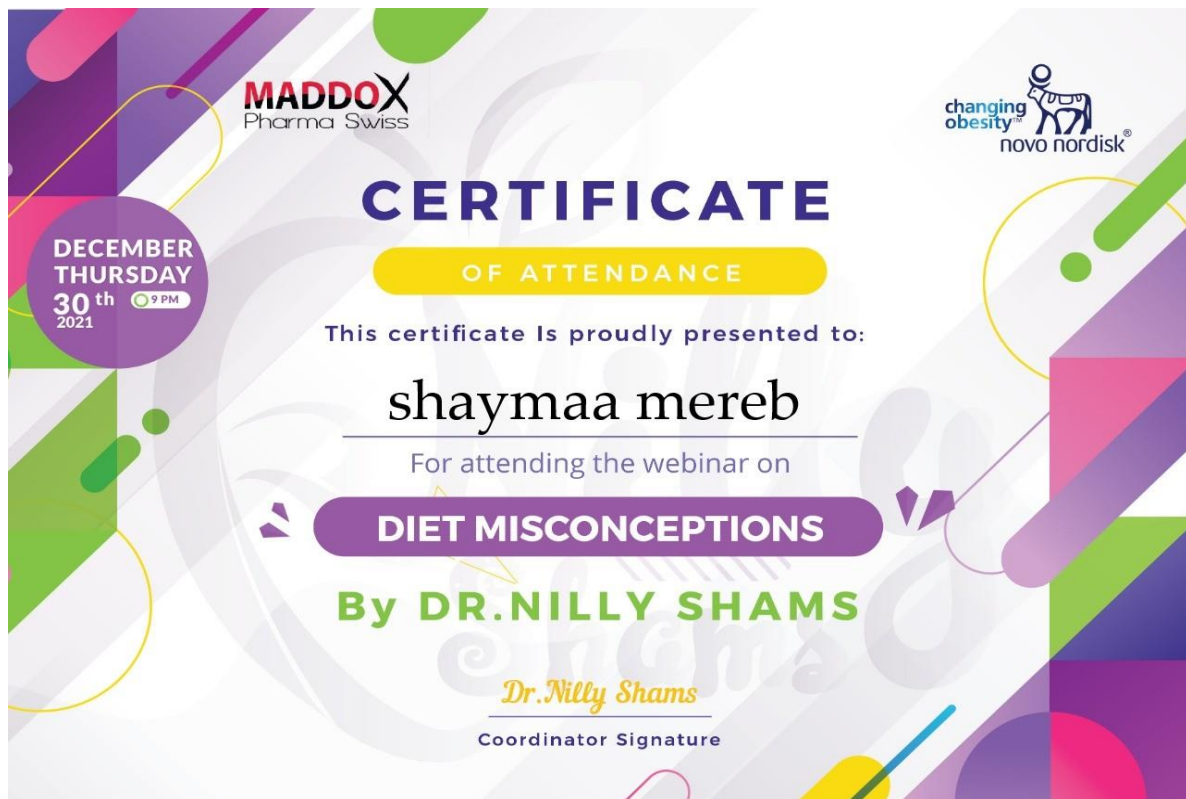 MADDOX
Pharma Swiss
changing
obesity™
novo nordisk®
CERTIFICATE
OF ATTENDANCE
DECEMBER
THURSDAY
30th 9 PM
2021
This certificate Is proudly presented to:
shaymaa mereb
For attending the webinar on
DIET MISCONCEPTIONS
By DR.NILLY SHAMS
Nilly
Shams
Dr.Nilly Shams
Coordinator Signature